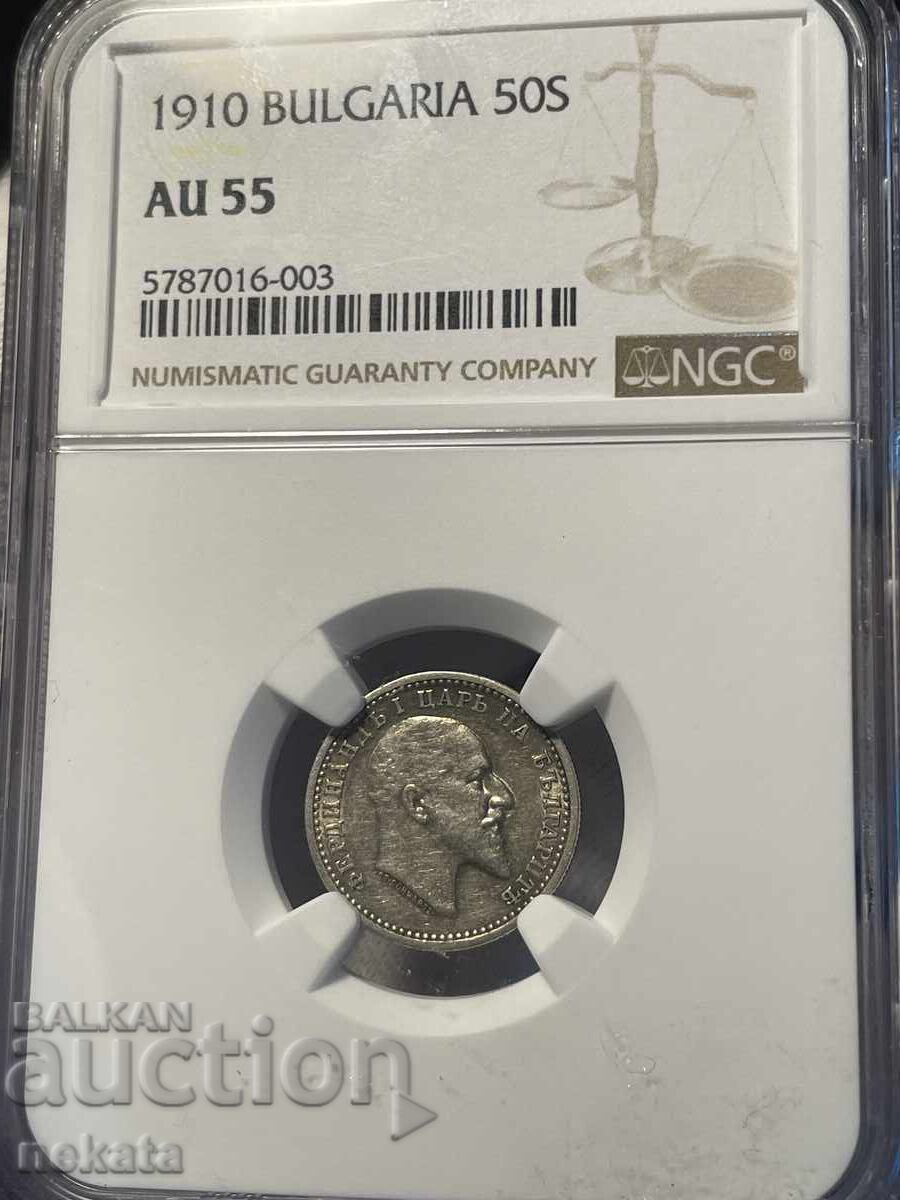 1910 BULGARIA 50S
AU 55
5787016-003
NUMISMATIC GUARANTY COMPANY
NGC®
ФЕРДИНАНДЪ I ЦАРЬ НА БЪЛГАРИТѢ
BALKAN
auction
nekata